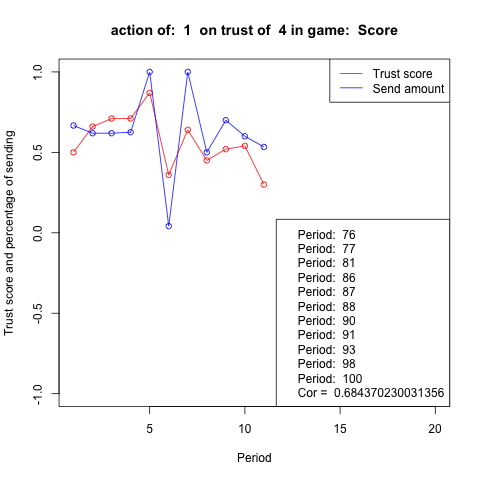 action of:  1  on trust of  4 in game:  Score
Trust score
Send amount
Trust score and percentage of sending
1.0
0.5
0.0
-0.5
-1.0
Period:  76
Period:  77
Period:  81
Period:  86
Period:  87
Period:  88
Period:  90
Period:  91
Period:  93
Period:  98
Period:  100
Cor =  0.684370230031356
5
10
15
20
Period